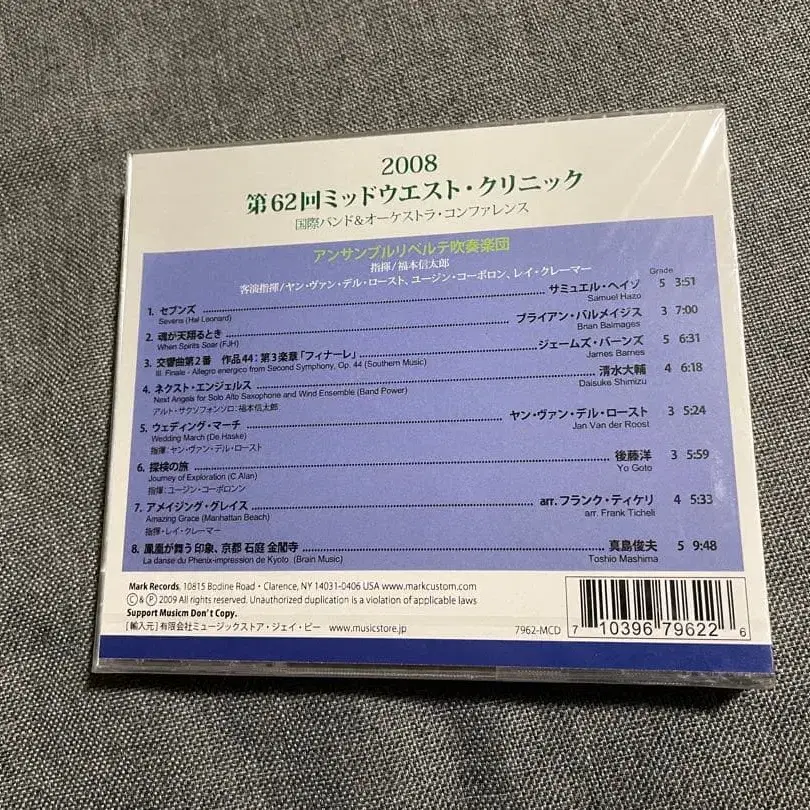 2008
第62回ミッドウエスト・クリニック
国際バンド&オーケストラ・コンファレンス
アンサンブルリベルテ吹奏楽団
指揮/福本信太郎
客演指揮/ヤン・ヴァン・デル・ロースト、ユージン・コーポロン、レイ・クレーマー
Grade
1. セブンズ サミュエル・ヘイゾ 5 3:51
Sevens (Hal Leonard) Samuel Hazo
2. 魂が天翔るとき ブライアン・バルメイジス 3 7:00
When Spirits Soar (FJH) Brian Balmages
3. 交響曲第2番 作品44:第3楽章「フィナーレ」 ジェームズ・バーンズ 5 6:31
III. Finale - Allegro energico from Second Symphony, Op. 44 (Southern Music) James Barnes
4. ネクスト・エンジェルス 清水大輔 4 6:18
Next Angels for Solo Alto Saxophone and Wind Ensemble (Band Power) Daisuke Shimizu
アルト・サクソフォンソロ:福本信太郎
5. ウェディング・マーチ ヤン・ヴァン・デル・ロースト 3 5:24
Wedding March (De Haske) Jan Van der Roost
指揮:ヤン・ヴァン・デル・ロースト
6. 探検の旅 後藤洋 3 5:59
Journey of Exploration (C.Alan) Yo Goto
指揮:ユージン・コーポロンン
7. アメイジング・グレイス arr. フランク・ティケリ 4 5:33
Amazing Grace (Manhattan Beach) arr. Frank Ticheli
指揮・レイ・クレーマー
8. 鳳凰が舞う 印象、京都 石庭 金閣寺 真島俊夫 5 9:48
La danse du Phenix-impression de Kyoto (Brain Music) Toshio Mashima
Mark Records, 10815 Bodine Road • Clarence, NY 14031-0406 USA www.markcustom.com
Ⓒ & Ⓟ 2009 All rights reserved. Unauthorized duplication is a violation of applicable laws
Support Musicm Don't Copy.
[輸入元]有限会社ミュージックストア・ジェイ・ピー www.musicstore.jp
7962-MCD
7 10396 79622 6